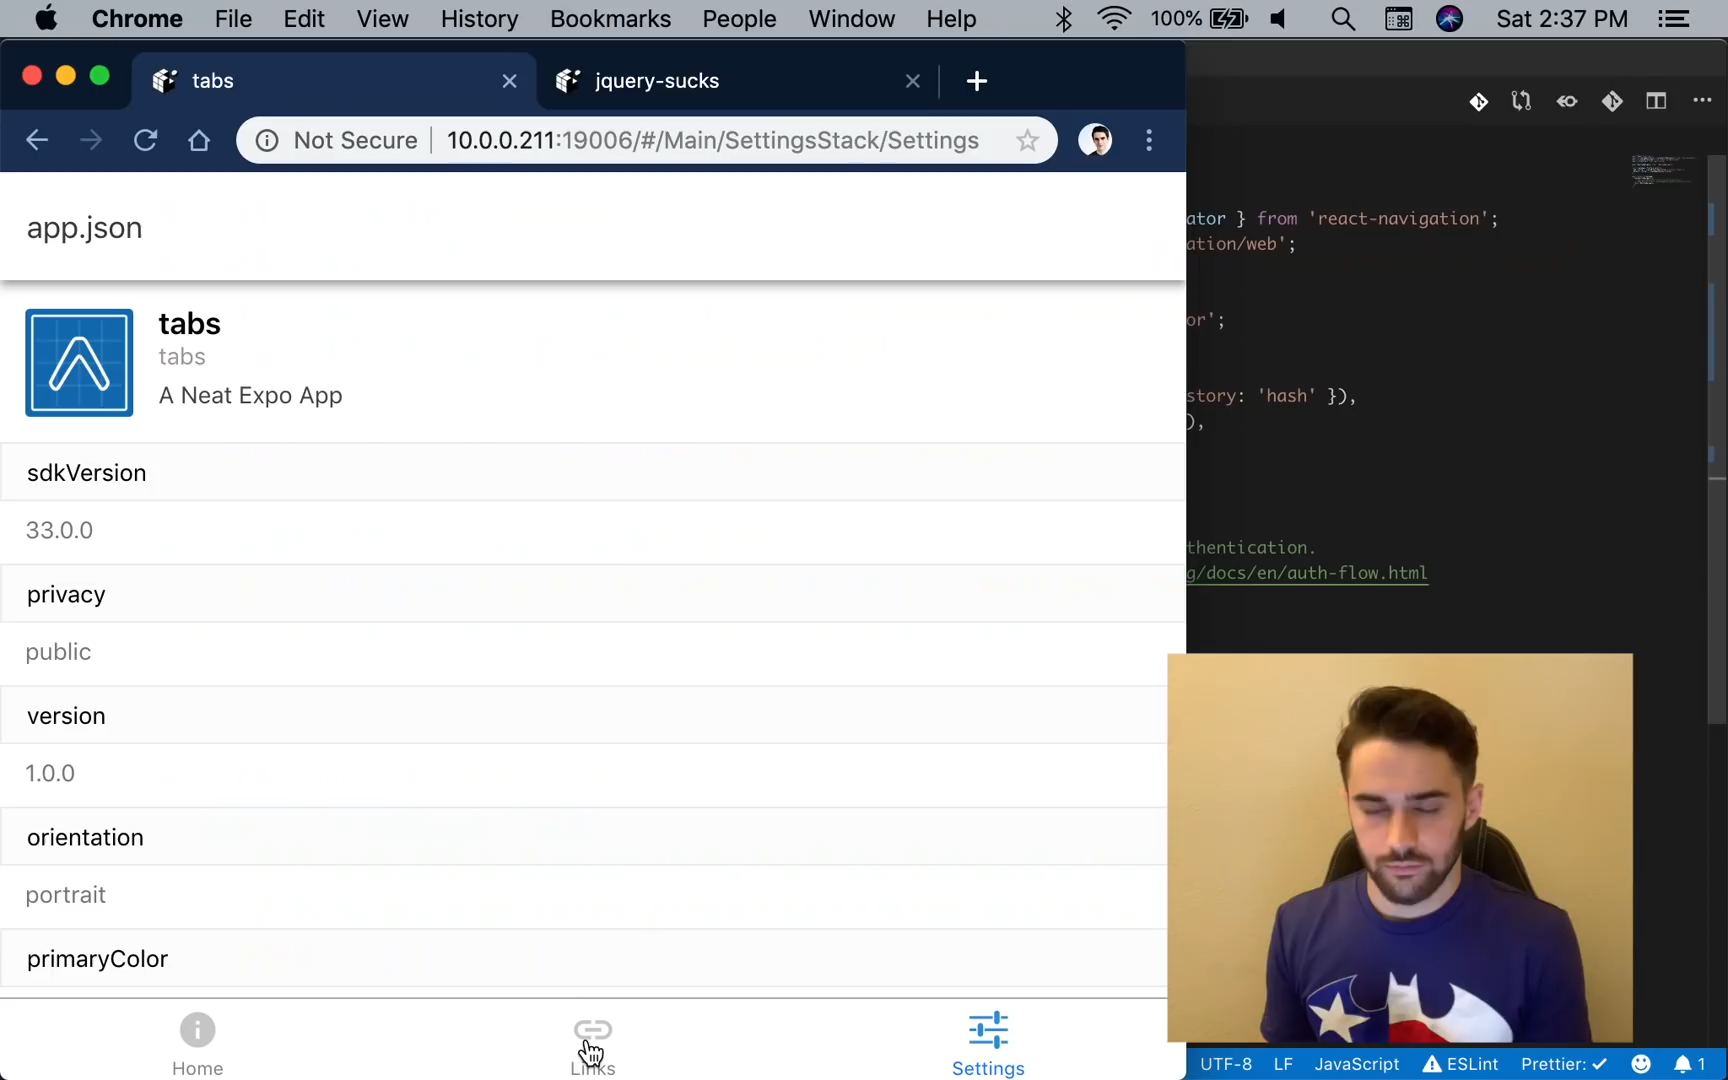 Chrome File Edit View History Bookmarks People Window Help 100% Sat 2:37 PM
tabs jquery-sucks
Not Secure 10.0.0.211:19006/#/Main/SettingsStack/Settings
app.json
ator } from 'react-navigation';
ation/web';
or';
tabs
tabs
A Neat Expo App
story: 'hash' }),
),
sdkVersion
33.0.0
thentication.
g/docs/en/auth-flow.html
privacy
public
version
1.0.0
orientation
portrait
primaryColor
Home Links Settings
UTF-8 LF JavaScript ESLint Prettier: ✓ 1